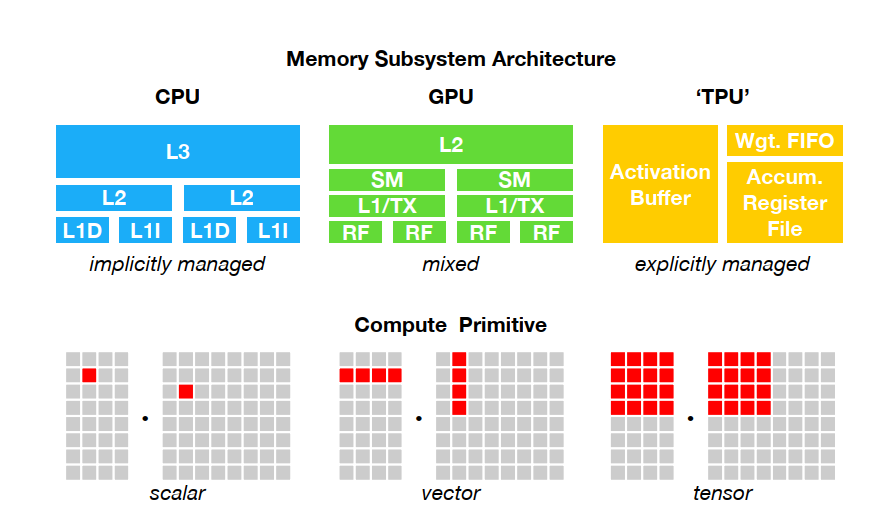 Memory Subsystem Architecture
CPU
GPU
‘TPU’
L3
L2
L2
L1D
L1I
L1D
L1I
implicitly managed
L2
SM
SM
L1/TX
L1/TX
RF
RF
RF
RF
mixed
Activation
Buffer
Wgt. FIFO
Accum.
Register
File
explicitly managed
Compute Primitive
scalar
vector
tensor